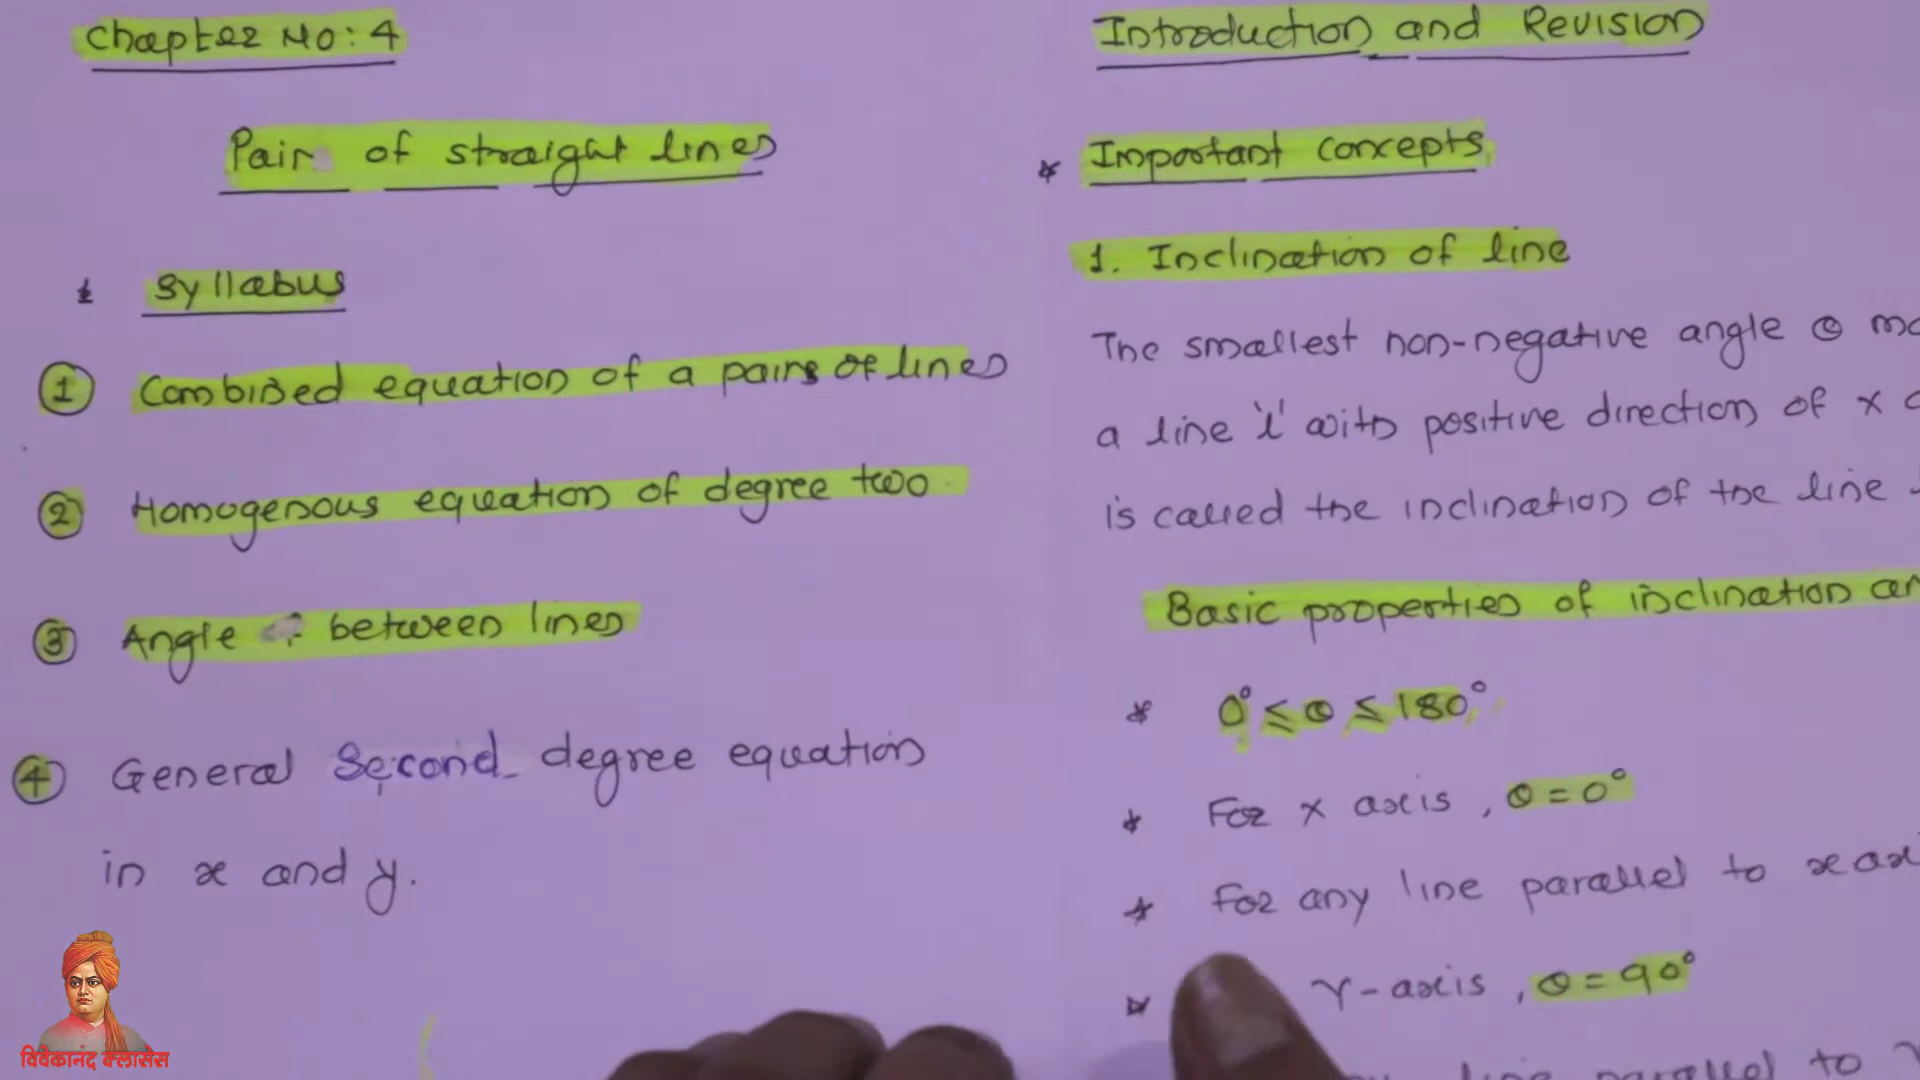 Chapter No: 4
Pair of straight lines
Syllabus
1 Combined equation of a pairs of lines
2 Homogenous equation of degree two
3 Angle between lines
4 General Second degree equation
in x and y.
Introduction and Revision
* Important concepts
1. Inclination of line
The smallest non-negative angle θ
a line 'l' with positive direction of x
is called the inclination of the line
Basic properties of inclination
* 0° ≤ θ ≤ 180°
* For x axis, θ = 0°
* For any line parallel to x
Y-axis, θ = 90°
line parallel to
विवेकानंद क्लासेस